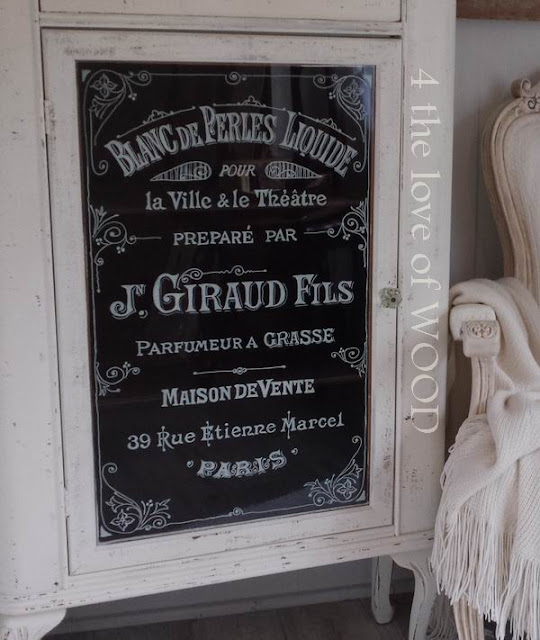 BLANC DE PERLES LIQUIDE
POUR
la Ville & le Théâtre
PREPARÉ PAR
Jⁿ. GIRAUD FILS
PARFUMEUR A GRASSE
MAISON DE VENTE
39 Rue Étienne Marcel
PARIS
4 the love of WOOD